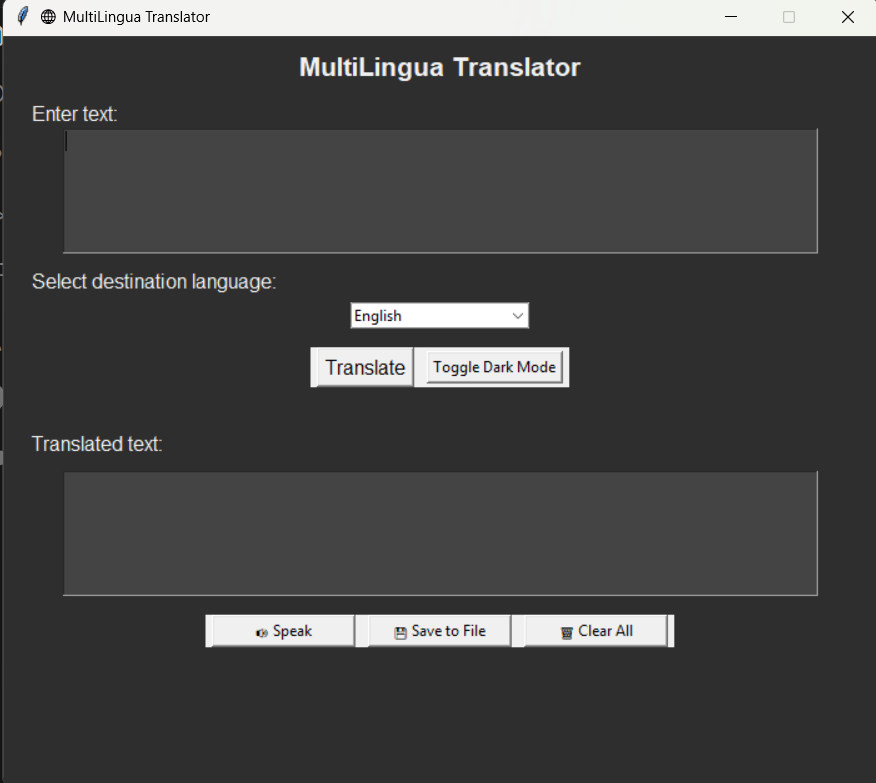 MultiLingua Translator
MultiLingua Translator
Enter text:
Select destination language:
English
Translate Toggle Dark Mode
Translated text:
Speak Save to File Clear All